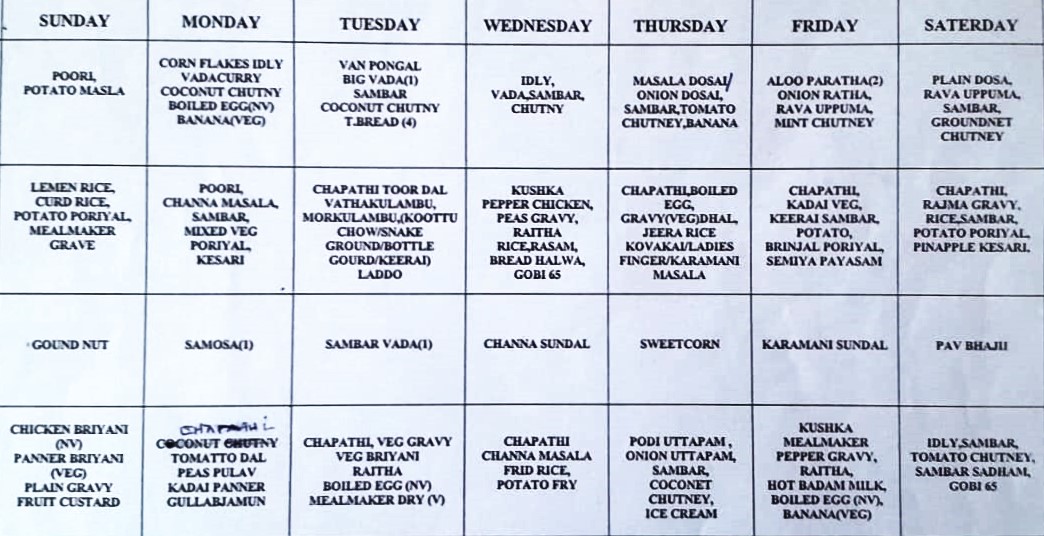 SUNDAY
MONDAY
TUESDAY
WEDNESDAY
THURSDAY
FRIDAY
SATERDAY
POORI,
POTATO MASLA
CORN FLAKES IDLY
VADACURRY
COCONUT CHUTNY
BOILED EGG(NV)
BANANA(VEG)
VAN PONGAL
BIG VADA(1)
SAMBAR
COCONUT CHUTNY
T.BREAD (4)
IDLY,
VADA,SAMBAR,
CHUTNY
MASALA DOSAI/
ONION DOSAI,
SAMBAR,TOMATO
CHUTNEY,BANANA
ALOO PARATHA(2)
ONION RATHA,
RAVA UPPUMA,
MINT CHUTNEY
PLAIN DOSA,
RAVA UPPUMA,
SAMBAR,
GROUNDNET
CHUTNEY
LEMEN RICE,
CURD RICE,
POTATO PORIYAL,
MEALMAKER
GRAVE
POORI,
CHANNA MASALA,
SAMBAR,
MIXED VEG
PORIYAL,
KESARI
CHAPATHI TOOR DAL
VATHAKULAMBU,
MORKULAMBU,(KOOTTU
CHOW/SNAKE
GROUND/BOTTLE
GOURD/KEERAI)
LADDO
KUSHKA
PEPPER CHICKEN,
PEAS GRAVY,
RAITHA
RICE,RASAM,
BREAD HALWA,
GOBI 65
CHAPATHI,BOILED
EGG,
GRAVY(VEG)DHAL,
JEERA RICE
KOVAKAI/LADIES
FINGER/KARAMANI
MASALA
CHAPATHI,
KADAI VEG,
KEERAI SAMBAR,
POTATO,
BRINJAL PORIYAL,
SEMIYA PAYASAM
CHAPATHI,
RAJMA GRAVY,
RICE,SAMBAR,
POTATO PORIYAL,
PINAPPLE KESARI.
GOUND NUT
SAMOSA(1)
SAMBAR VADA(1)
CHANNA SUNDAL
SWEETCORN
KARAMANI SUNDAL
PAV BHAJII
CHICKEN BRIYANI
(NV)
PANNER BRIYANI
(VEG)
PLAIN GRAVY
FRUIT CUSTARD
COCONUT CHUTNY
TOMATTO DAL
PEAS PULAV
KADAI PANNER
GULLABJAMUN
CHAPATHI, VEG GRAVY
VEG BRIYANI
RAITHA
BOILED EGG (NV)
MEALMAKER DRY (V)
CHAPATHI
CHANNA MASALA
FRID RICE,
POTATO FRY
PODI UTTAPAM ,
ONION UTTAPAM,
SAMBAR,
COCONET
CHUTNEY,
ICE CREAM
KUSHKA
MEALMAKER
PEPPER GRAVY,
RAITHA,
HOT BADAM MILK,
BOILED EGG (NV),
BANANA(VEG)
IDLY,SAMBAR,
TOMATO CHUTNEY,
SAMBAR SADHAM,
GOBI 65